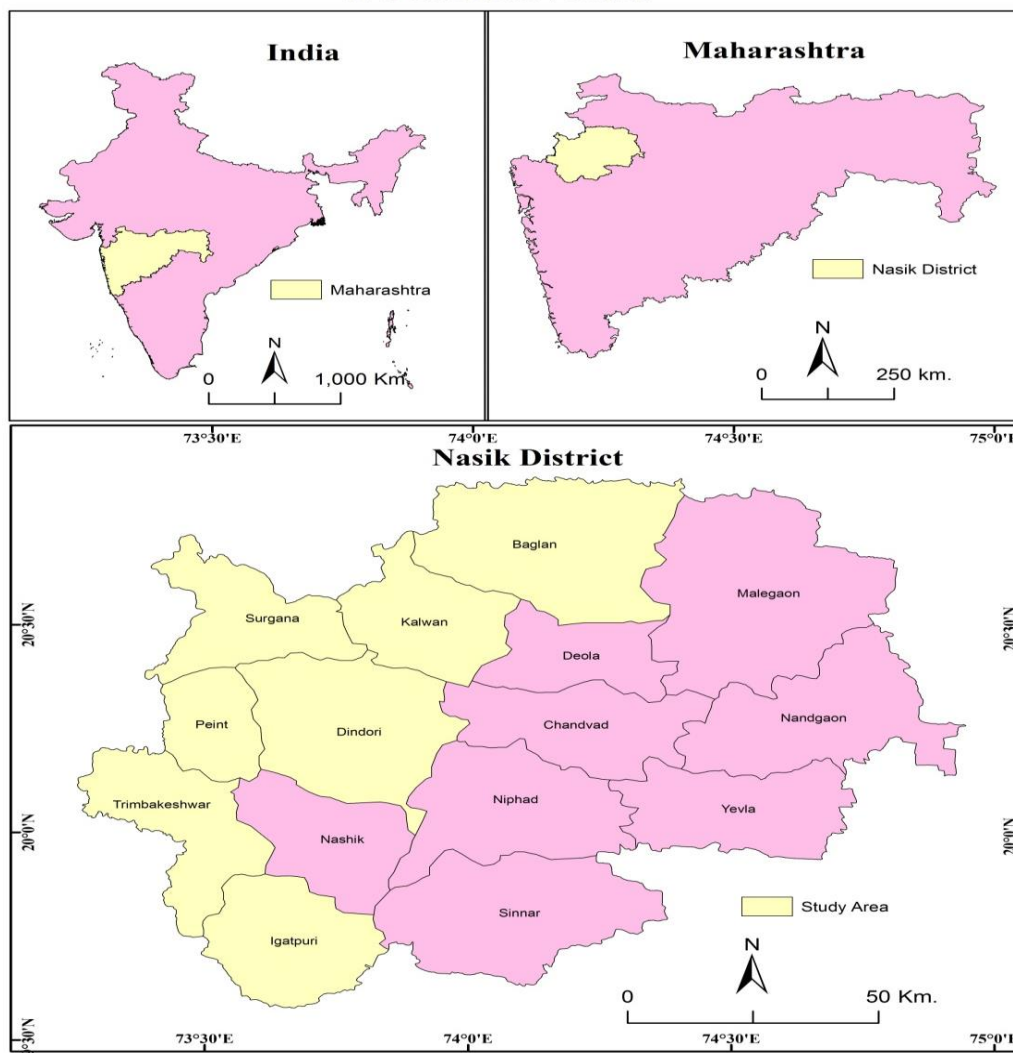 India
Maharashtra
N
0
1,000 Km.
Maharashtra
Nasik District
N
0
250 km.
73°30'E
74°0'E
74°30'E
75°0'E
Nasik District
Baglan
Malegaon
Surgana
Kalwan
20°30'N
20°30'N
Deola
Peint
Dindori
Chandvad
Nandgaon
Trimbakeshwar
Niphad
Yevla
20°0'N
20°0'N
Nashik
Sinnar
Study Area
Igatpuri
N
0
50 Km.
°30'N
73°30'E
74°0'E
74°30'E
75°0'E